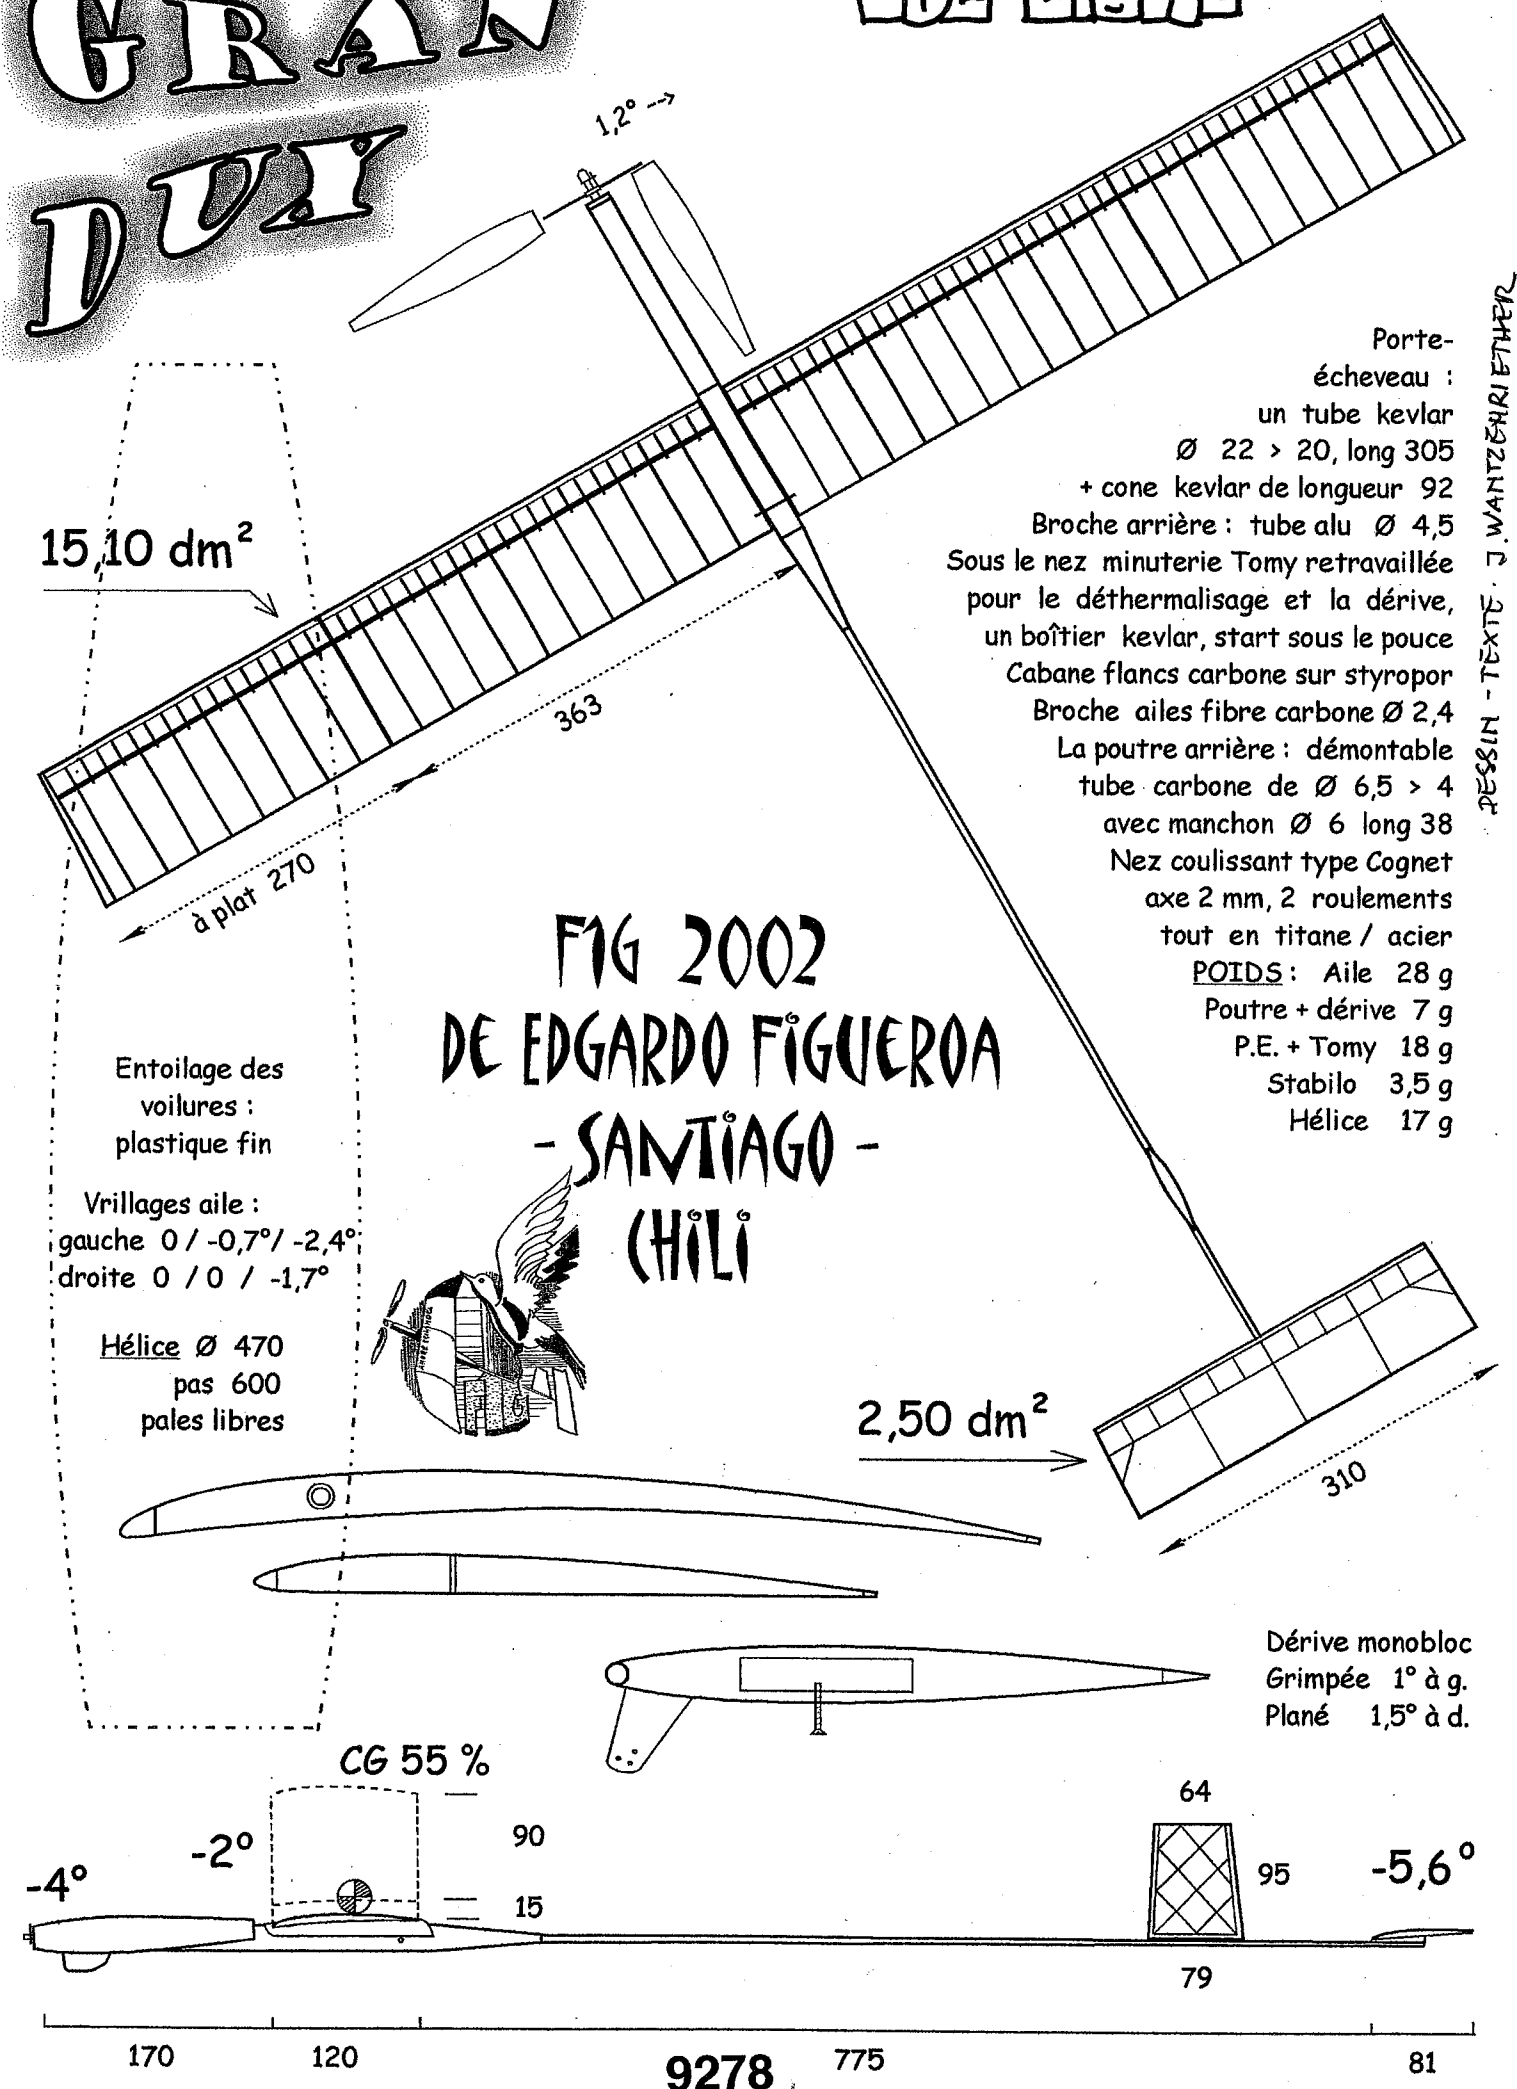 GRAN
DUX
1,2° -->
15,10 dm²
363
à plat 270
Porte-
écheveau :
un tube kevlar
Ø 22 > 20, long 305
+ cone kevlar de longueur 92
Broche arrière : tube alu Ø 4,5
Sous le nez minuterie Tomy retravaillée
pour le déthermalisage et la dérive,
un boîtier kevlar, start sous le pouce
Cabane flancs carbone sur styropor
Broche ailes fibre carbone Ø 2,4
La poutre arrière : démontable
tube carbone de Ø 6,5 > 4
avec manchon Ø 6 long 38
Nez coulissant type Cognet
axe 2 mm, 2 roulements
tout en titane / acier
POIDS : Aile 28 g
Poutre + dérive 7 g
P.E. + Tomy 18 g
Stabilo 3,5 g
Hélice 17 g
DESSIN - TEXTE . J. WANTZENRIETHER
F1G 2002
DE EDGARDO FIGUEROA
- SANTIAGO -
CHILI
Entoilage des
voilures :
plastique fin
Vrillages aile :
gauche 0 / -0,7°/ -2,4°
droite 0 / 0 / -1,7°
Hélice Ø 470
pas 600
pales libres
2,50 dm²
310
Dérive monobloc
Grimpée 1° à g.
Plané 1,5° à d.
CG 55 %
-4°
-2°
90
15
64
95
79
-5,6°
170
120
775
81
9278